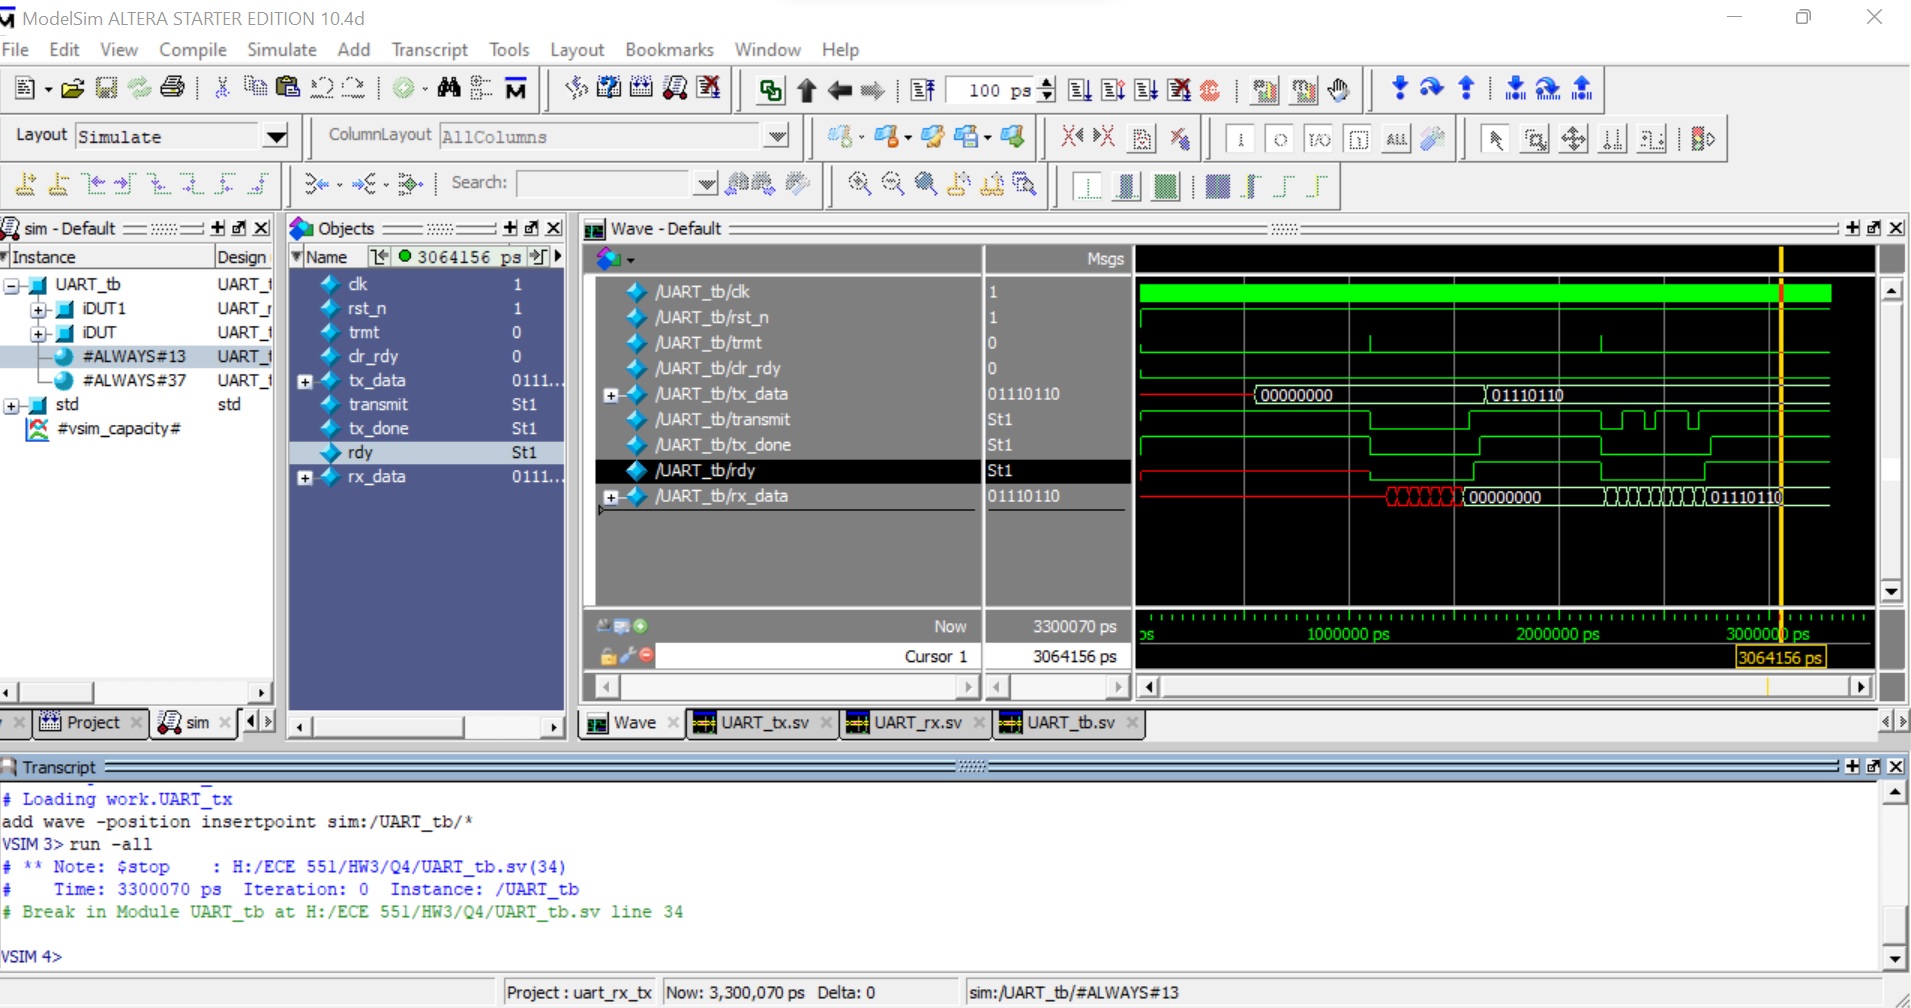 ModelSim ALTERA STARTER EDITION 10.4d
File Edit View Compile Simulate Add Transcript Tools Layout Bookmarks Window Help
100 ps
Layout Simulate ColumnLayout AllColumns
ALL
Search:
sim - Default
Instance Design
UART_tb UART_t
iDUT1 UART_r
iDUT UART_t
#ALWAYS#13 UART_t
#ALWAYS#37 UART_t
std std
#vsim_capacity#
Project sim
Objects
Name 3064156 ps
clk 1
rst_n 1
trmt 0
clr_rdy 0
tx_data 0111...
transmit St1
tx_done St1
rdy St1
rx_data 0111...
Wave - Default
Msgs
/UART_tb/clk 1
/UART_tb/rst_n 1
/UART_tb/trmt 0
/UART_tb/clr_rdy 0
/UART_tb/tx_data 01110110 00000000 01110110
/UART_tb/transmit St1
/UART_tb/tx_done St1
/UART_tb/rdy St1
/UART_tb/rx_data 01110110 00000000 01110110
Now 3300070 ps ps 1000000 ps 2000000 ps 3000000 ps
Cursor 1 3064156 ps 3064156 ps
Wave UART_tx.sv UART_rx.sv UART_tb.sv
Transcript
# Loading work.UART_tx
add wave -position insertpoint sim:/UART_tb/*
VSIM 3> run -all
# ** Note: $stop : H:/ECE 551/HW3/Q4/UART_tb.sv(34)
# Time: 3300070 ps Iteration: 0 Instance: /UART_tb
# Break in Module UART_tb at H:/ECE 551/HW3/Q4/UART_tb.sv line 34
VSIM 4>
Project : uart_rx_tx Now: 3,300,070 ps Delta: 0 sim:/UART_tb/#ALWAYS#13